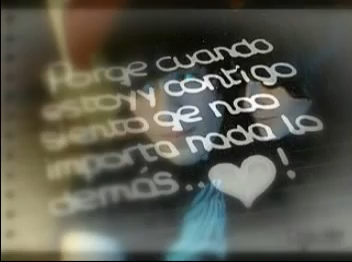 Porqe cuando
estoyy contigo
siento qe noo
importa nada lo
demás..!